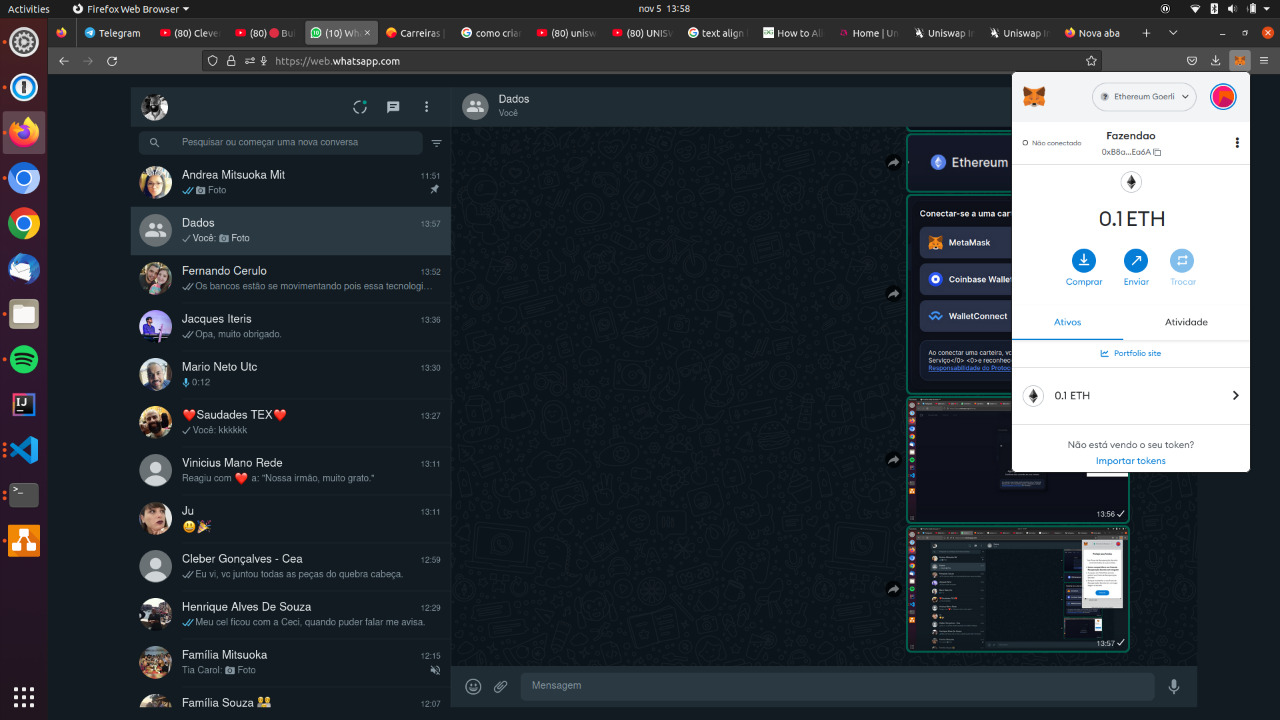 Activities
Firefox Web Browser
nov 5 13:58
Telegram
(80) Cleve
(80) 🔴 Bu
(10) Wha
Carreiras |
como criar
(80) unisw
(80) UNISV
text align
How to Ali
Home | Un
Uniswap In
Uniswap In
Nova aba
https://web.whatsapp.com
Pesquisar ou começar uma nova conversa
Andrea Mitsuoka Mit
11:51
Foto
Dados
13:57
Você: Foto
Fernando Cerulo
13:52
Os bancos estão se movimentando pois essa tecnologi...
Jacques Iteris
13:36
Opa, muito obrigado.
Mario Neto Utc
13:30
0:12
❤️Saudades TEX❤️
13:27
Você: kkkkkk
Vinicius Mano Rede
13:11
Reagiu com ❤️ a: "Nossa irmão, muito grato."
Ju
13:11
😃🎉
Cleber Gonçalves - Sea
12:59
Eu vi, vc juntou todas as peças do quebra cabeça
Henrique Artes De Souza
12:29
Meu cel ficou com a Ceci, quando puder falar me avisa.
Família Mitsuoka
12:15
Tia Carol: Foto
Família Souza
12:07
Dados
Você
Ethereum
Conectar-se a uma cart
MetaMask
Coinbase Wallet
WalletConnect
Ao conectar uma carteira, vo
Serviço</0> <0>e reconhec
Responsabilidade do Protoc
13:56
13:57
Mensagem
Ethereum Goerli
Não conectado
Fazendao
0xB8a...Ea6A
0.1 ETH
Comprar
Enviar
Trocar
Ativos
Atividade
Portfolio site
0.1 ETH
Não está vendo o seu token?
Importar tokens